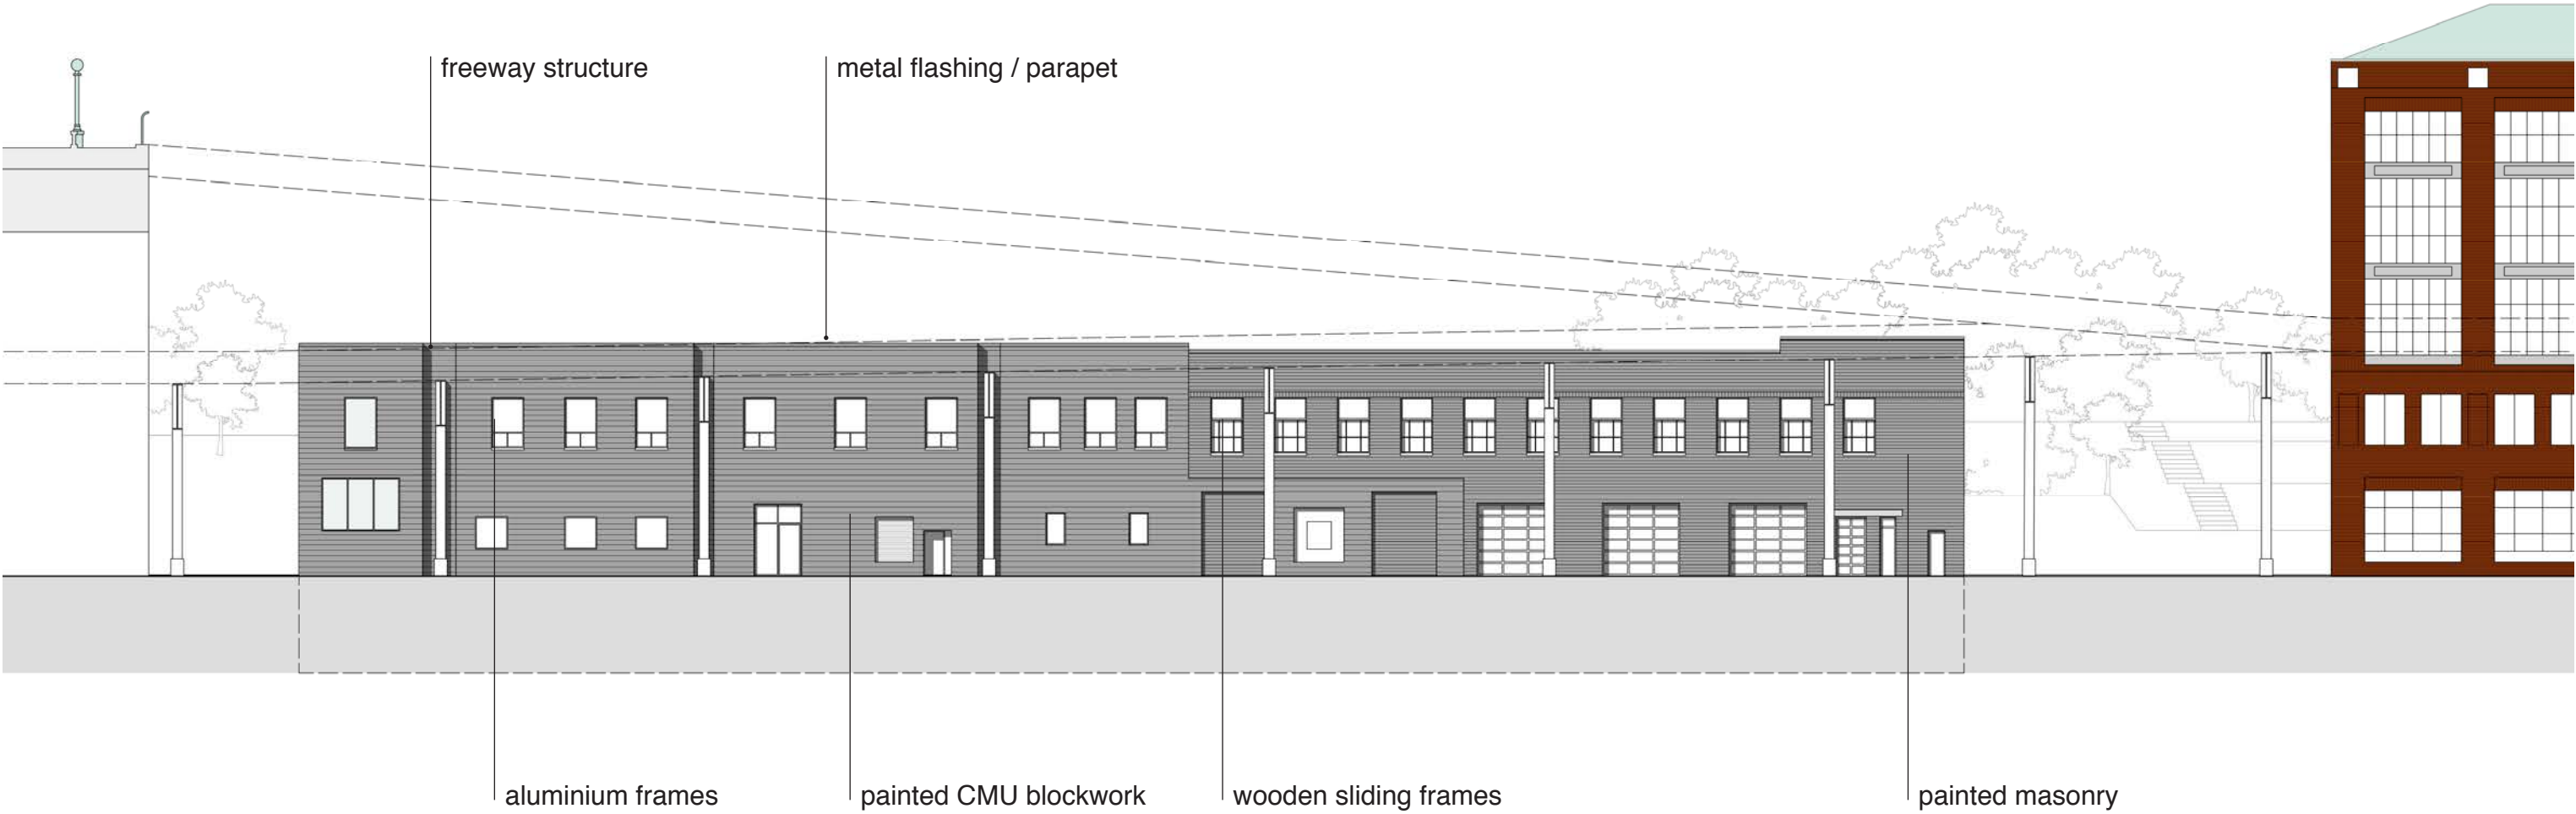 freeway structure
metal flashing / parapet
aluminium frames
painted CMU blockwork
wooden sliding frames
painted masonry